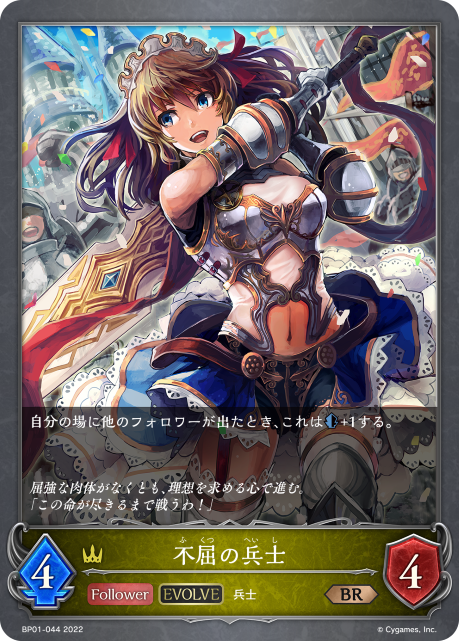 自分の場に他のフォロワーが出たとき、これは+1する。
屈強な肉体がなくとも、理想を求める心で進む。
「この命が尽きるまで戦うわ!」
ふくつ へいし
不屈の兵士
4
4
Follower EVOLVE 兵士 BR
BP01-044 2022 © Cygames, Inc.